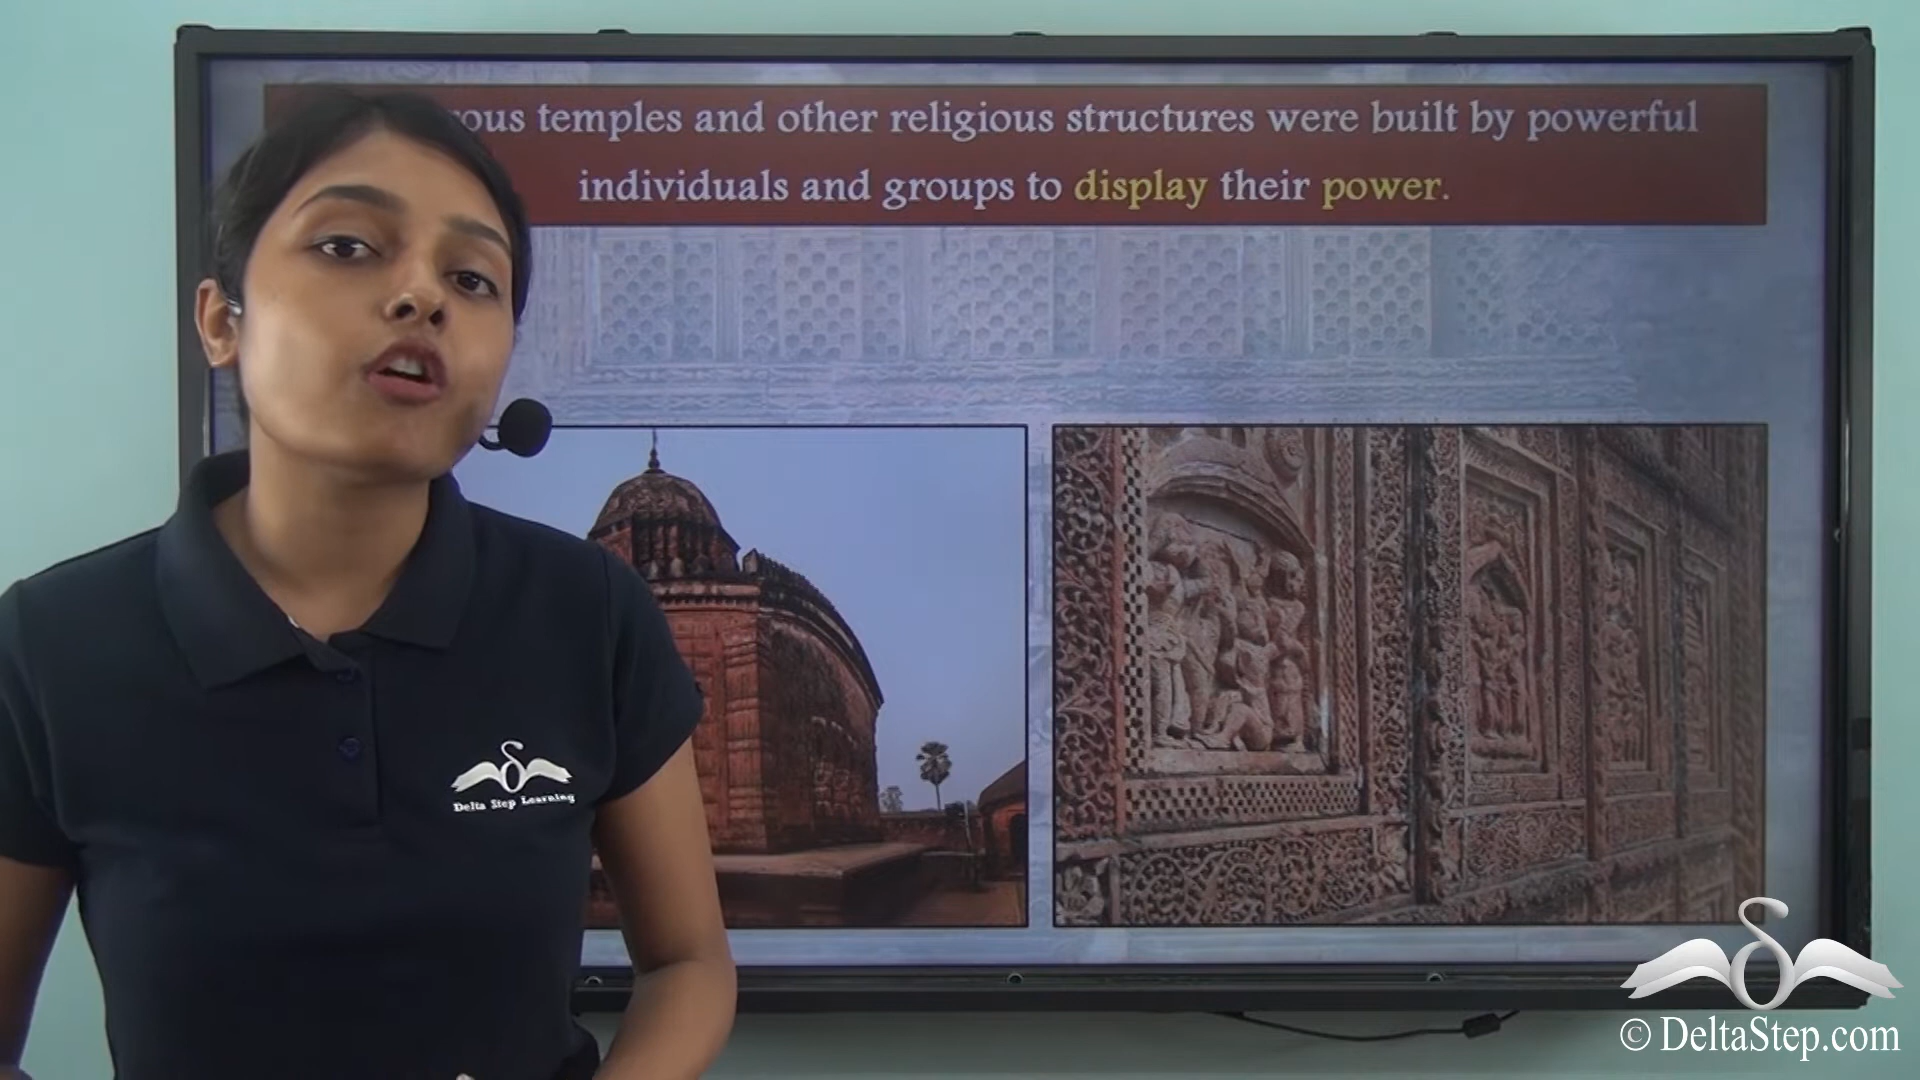 rous temples and other religious structures were built by powerful
individuals and groups to display their power.
Delta Step Learning
© DeltaStep.com